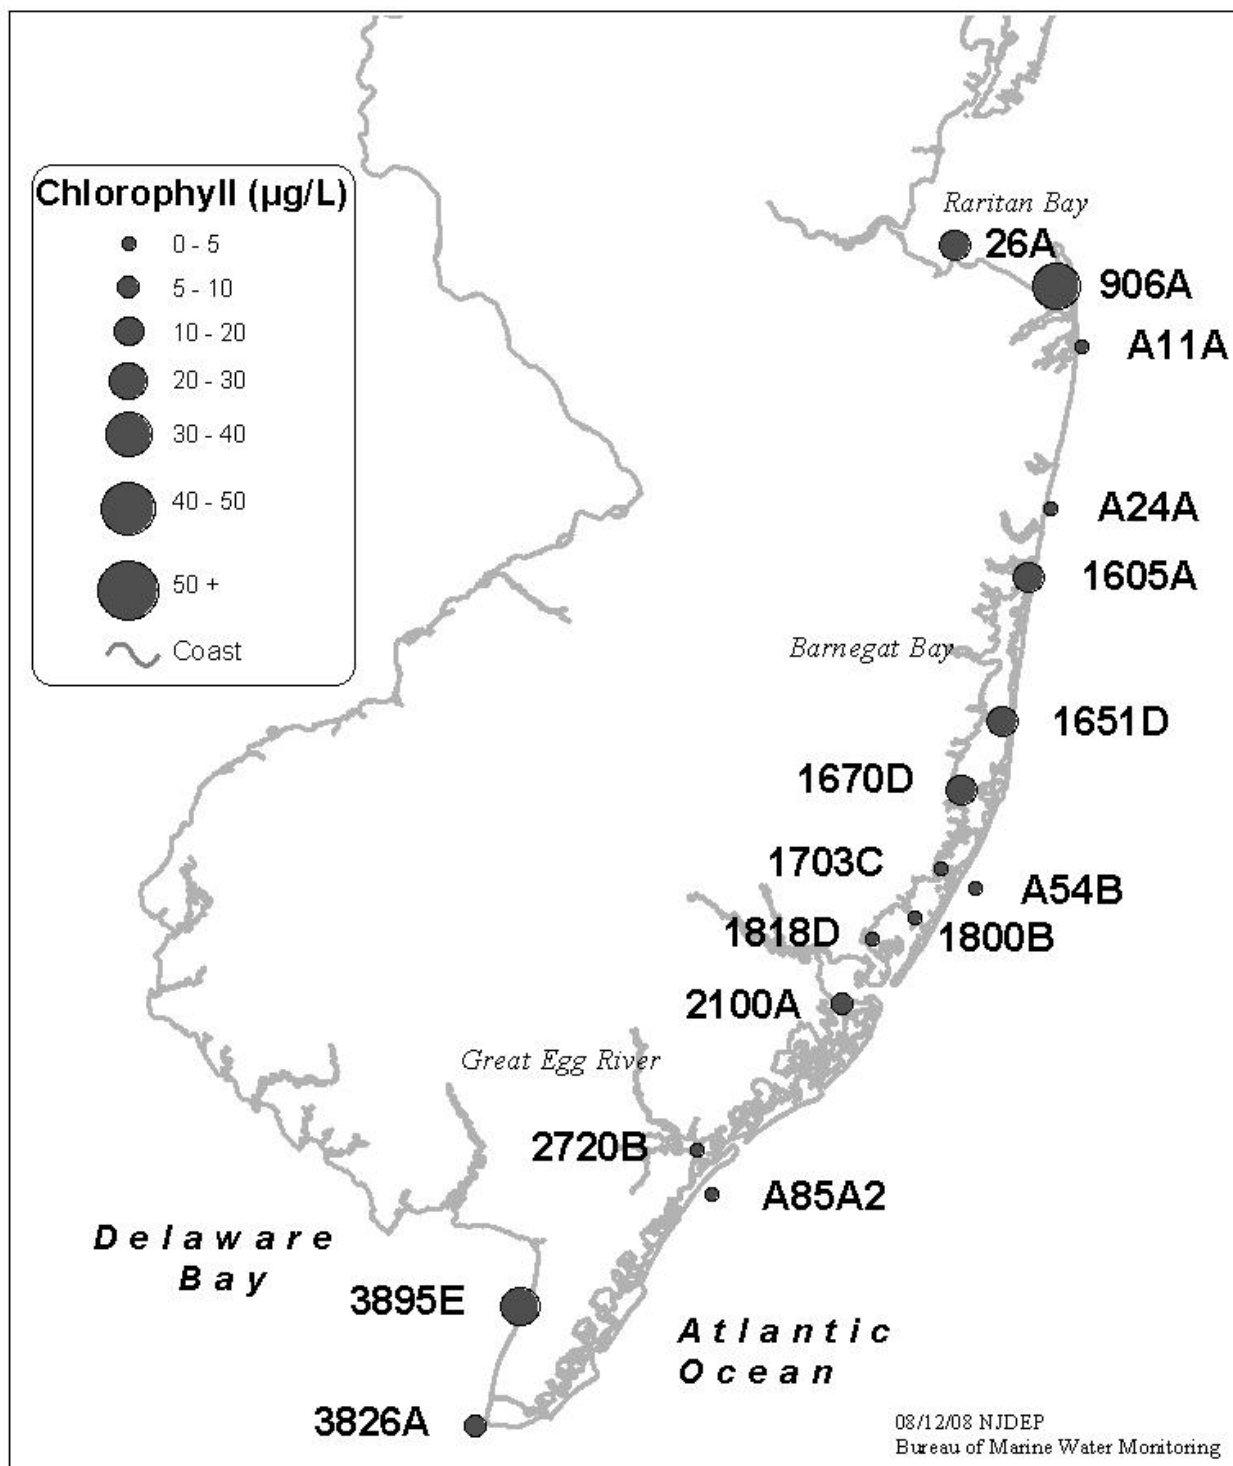 Chlorophyll (µg/L)
0 - 5
5 - 10
10 - 20
20 - 30
30 - 40
40 - 50
50 +
Coast
Raritan Bay
26A
906A
A11A
A24A
1605A
Barnegat Bay
1651D
1670D
1703C
A54B
1818D
1800B
2100A
Great Egg River
2720B
A85A2
Delaware
Bay
3895E
Atlantic
Ocean
3826A
08/12/08 NJDEP
Bureau of Marine Water Monitoring